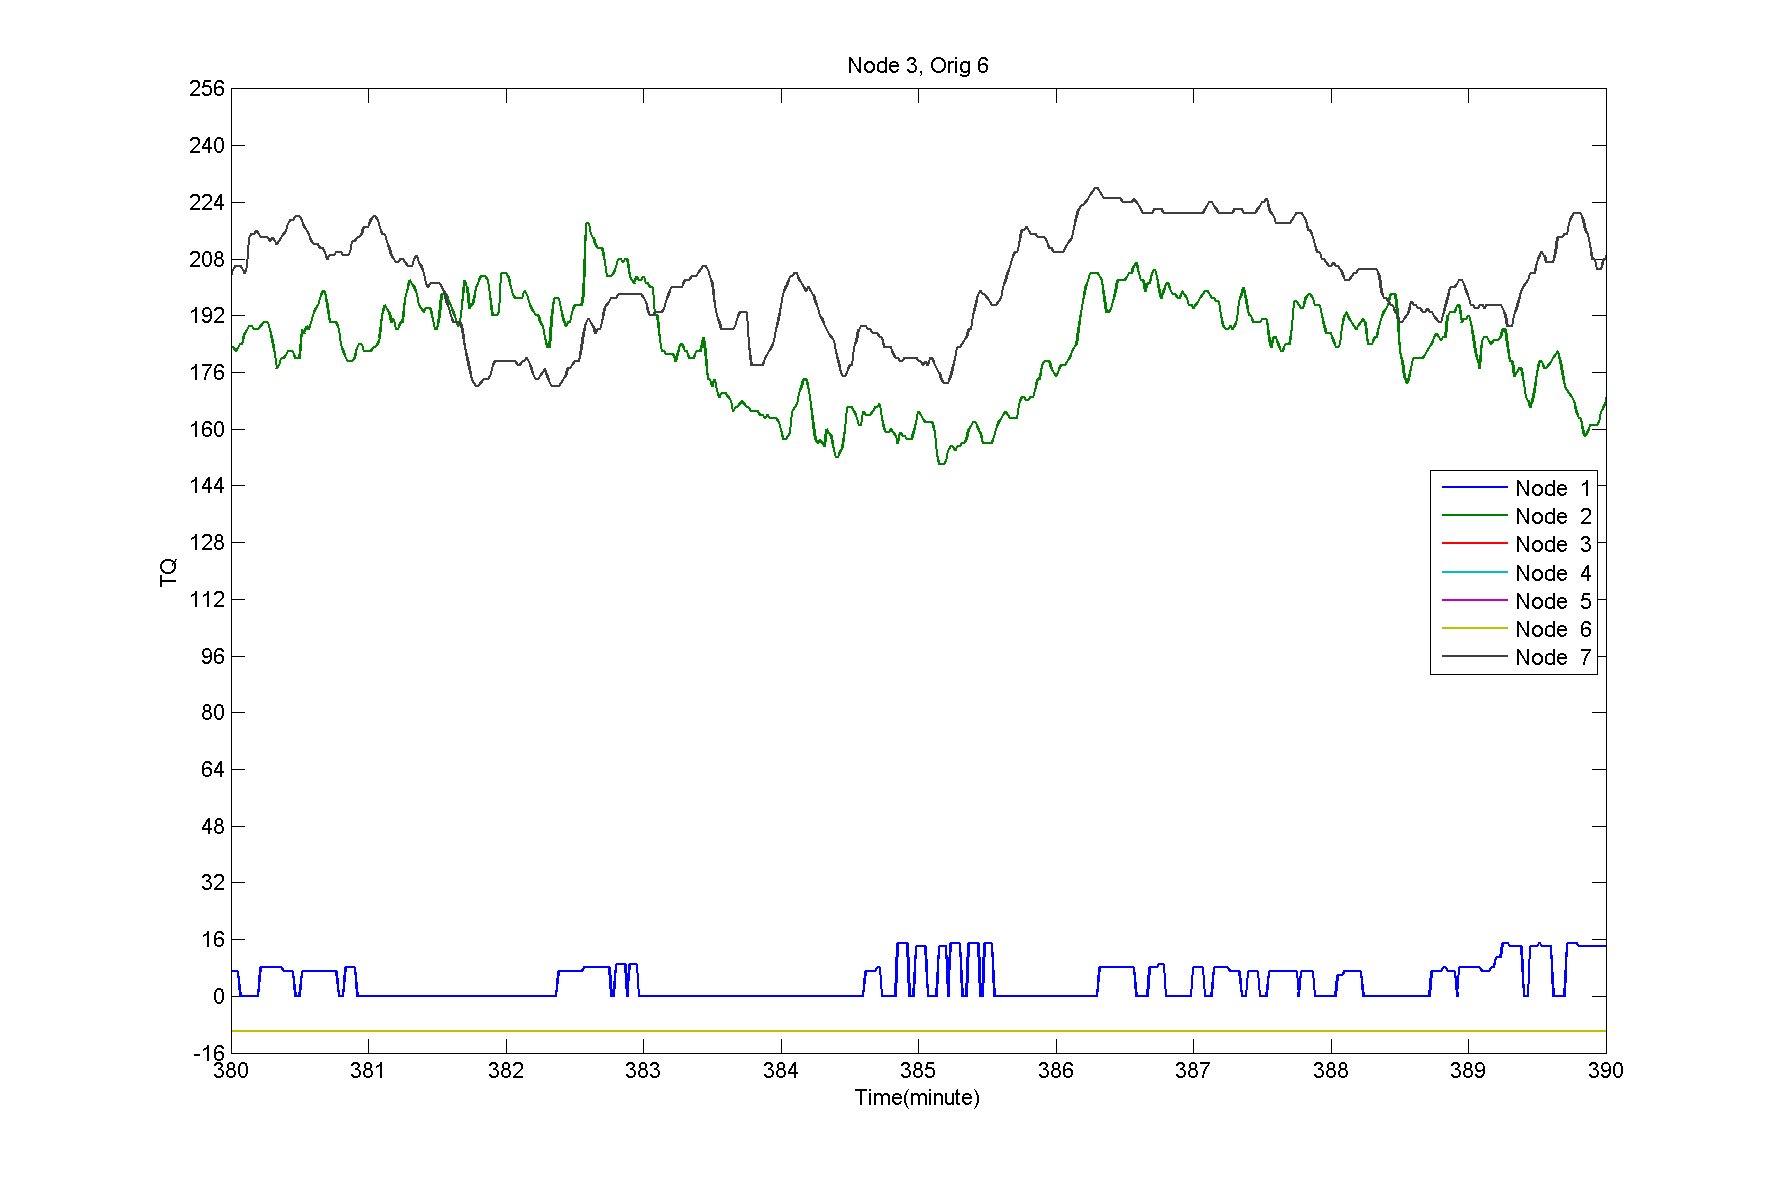 Node 3, Orig 6
256
240
224
208
192
176
160
144
128
112
96
80
64
48
32
16
0
-16
TQ
Node 1
Node 2
Node 3
Node 4
Node 5
Node 6
Node 7
380 381 382 383 384 385 386 387 388 389 390
Time(minute)